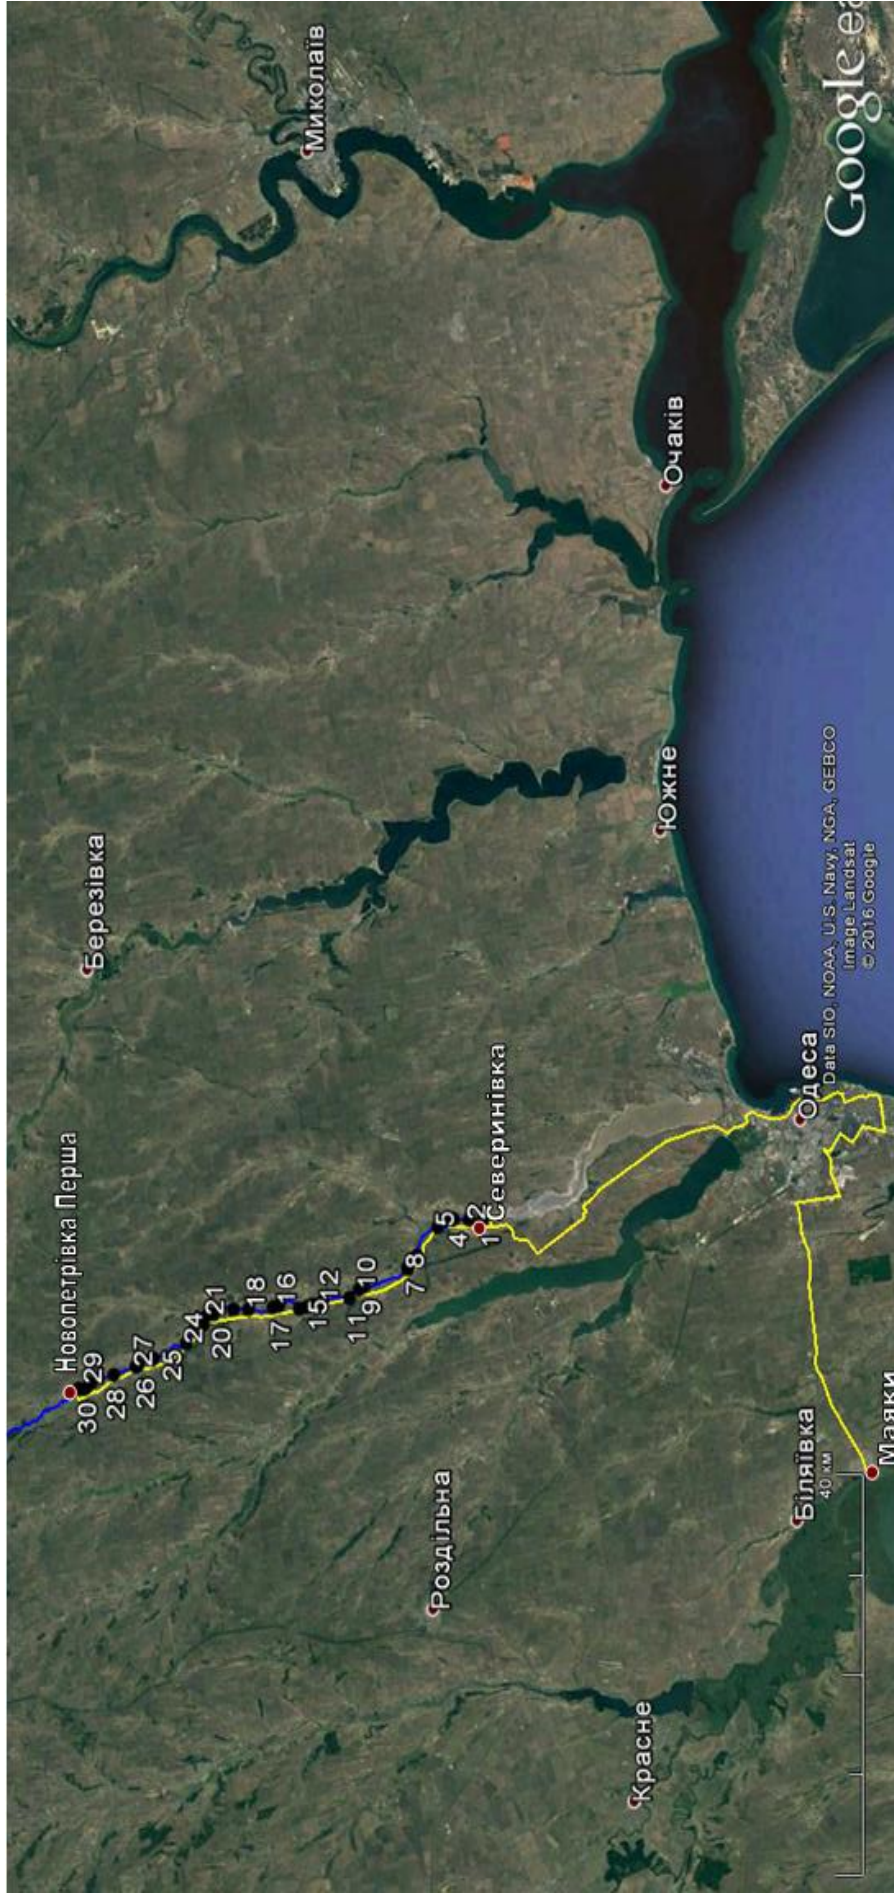 Миколаїв
Google ea
Очаків
Южне
Березівка
Data SIO, NOAA, U.S. Navy, NGA, GEBCO
Image Landsat
© 2016 Google
Одеса
Северинівка
1
2
4
5
7
8
9
10
11
12
15
16
17
18
20
21
24
25
26
27
28
29
30
Новопетрівка Перша
Роздільна
Біляївка
40 км
Маяки
Красне